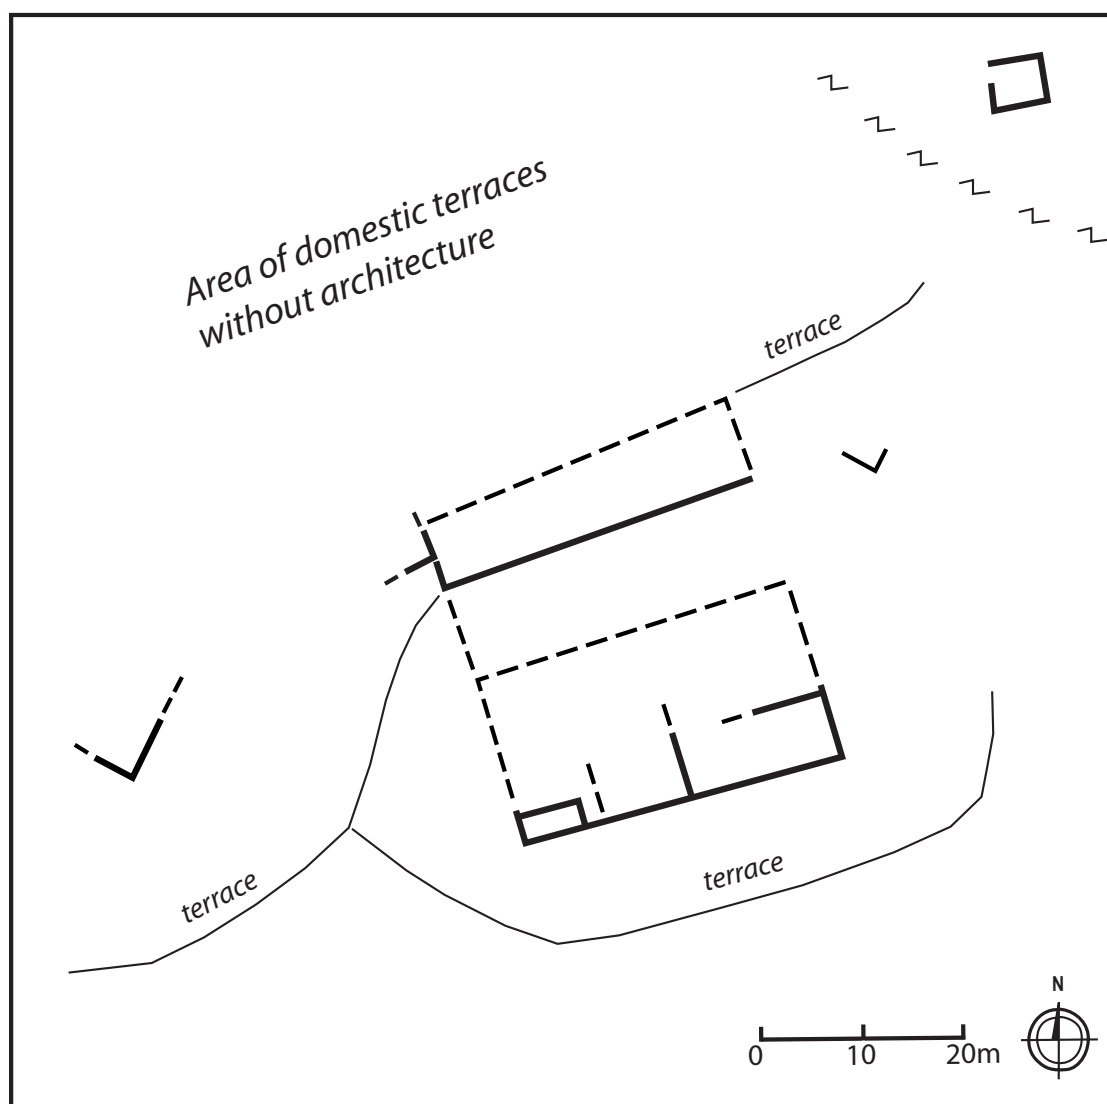 Area of domestic terraces
without architecture
terrace
terrace
terrace
N
0 10 20m